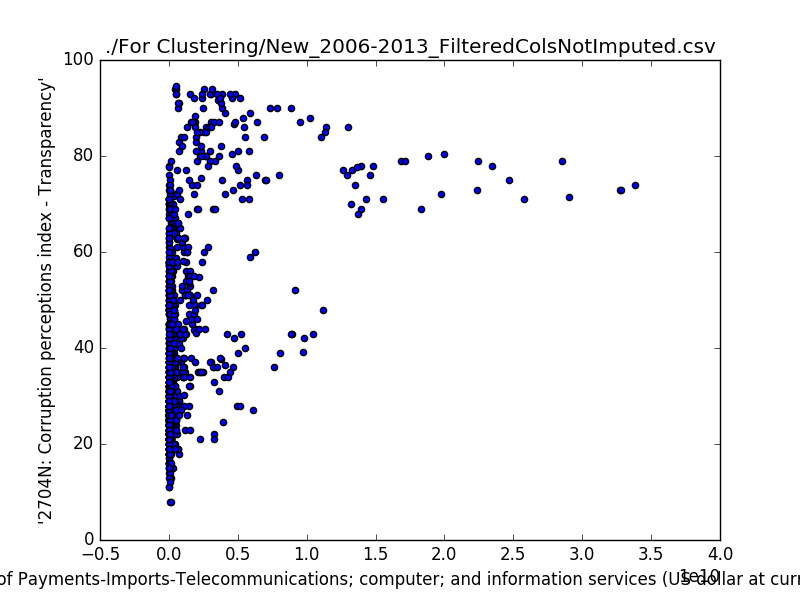 ./For Clustering/New_2006-2013_FilteredColsNotImputed.csv
100
80
60
40
20
0
'2704N: Corruption perceptions index - Transparency'
−0.5 0.0 0.5 1.0 1.5 2.0 2.5 3.0 3.5 4.0
1e10
of Payments-Imports-Telecommunications; computer; and information services (US dollar at curr